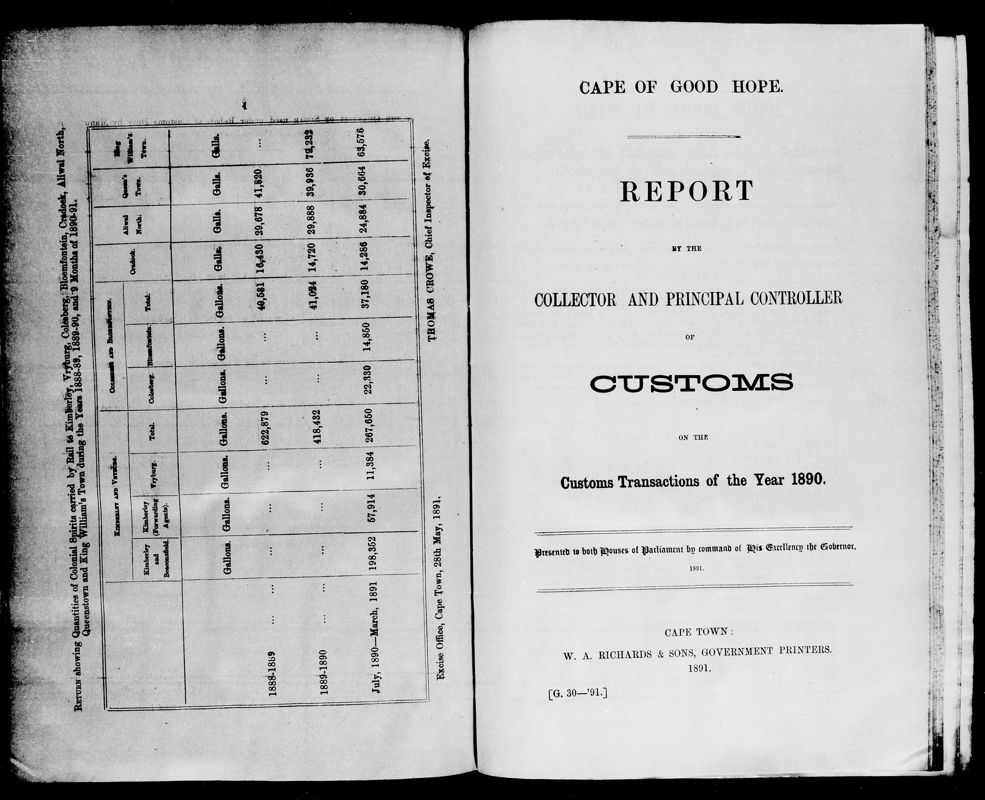 4
RETURN showing Quantities of Colonial Spirits carried by Rail to Kimberley, Vryburg, Colesberg, Bloemfontein, Cradock, Aliwal North,
Queenstown and King William's Town during the Years 1888-89, 1889-90, and 9 Months of 1890-91.
KIMBERLEY AND VRYBURG. COLESBERG AND BLOEMFONTEIN. Cradock. Aliwal North. Queen's Town. King William's Town.
Kimberley and Beaconsfield. Kimberley (Forwarding Agents). Vryburg. Total. Colesberg. Bloemfontein. Total.
Gallons. Gallons. Gallons. Gallons. Gallons. Gallons. Gallons. Galls. Galls. Galls. Galls.
1888-1889 ... ... ... ... 622,879 ... ... 40,581 16,430 29,678 41,820 ...
1889-1890 ... ... ... ... 418,432 ... ... 41,024 14,720 29,888 39,936
July, 1890—March, 1891 198,352 57,914 11,384 267,650 22,330 14,850 37,180 14,286 24,884 30,664 63,576
Excise Office, Cape Town, 28th May, 1891. THOMAS CROWE, Chief Inspector of Excise.
CAPE OF GOOD HOPE.
REPORT
BY THE
COLLECTOR AND PRINCIPAL CONTROLLER
OF
CUSTOMS
ON THE
Customs Transactions of the Year 1890.
Presented to both Houses of Parliament by command of His Excellency the Governor.
1891.
CAPE TOWN:
W. A. RICHARDS & SONS, GOVERNMENT PRINTERS.
1891.
[G. 30—'91.]